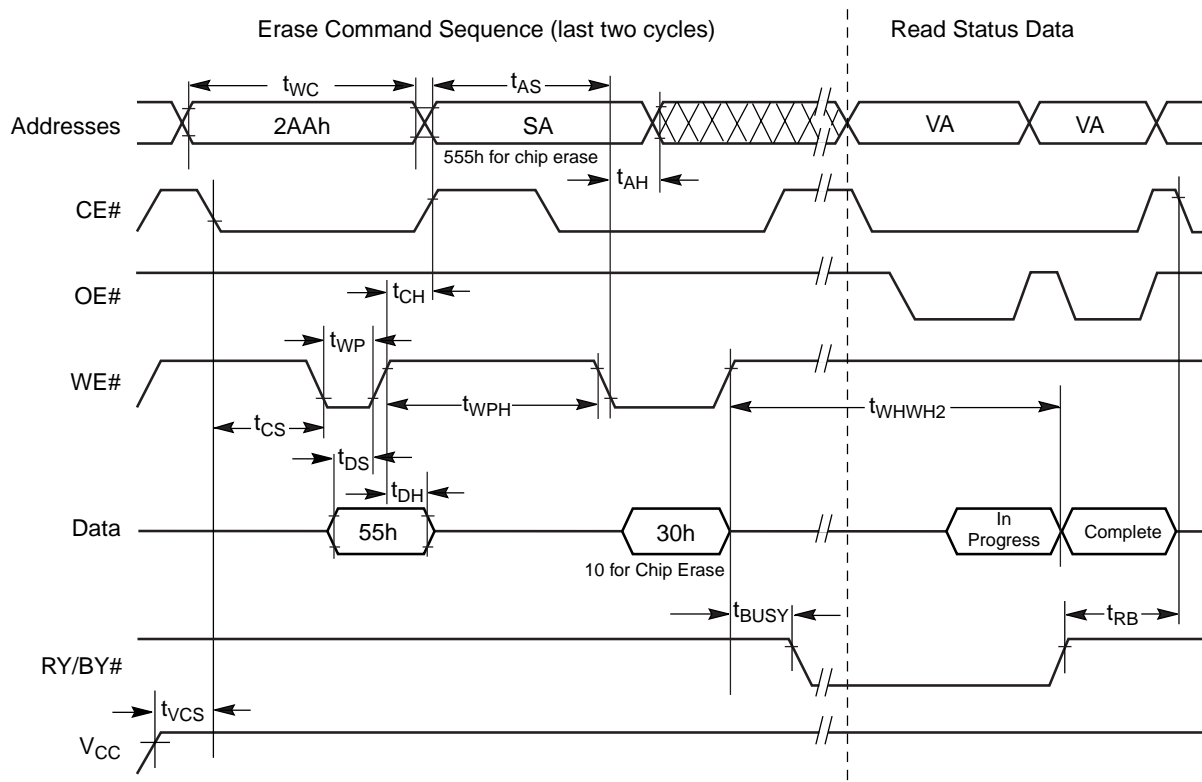 Erase Command Sequence (last two cycles)
Read Status Data
tWC
tAS
Addresses
2AAh
SA
VA
VA
555h for chip erase
tAH
CE#
OE#
tCH
tWP
WE#
tWPH
tWHWH2
tCS
tDS
tDH
Data
55h
30h
In
Progress
Complete
10 for Chip Erase
tBUSY
tRB
RY/BY#
tVCS
VCC